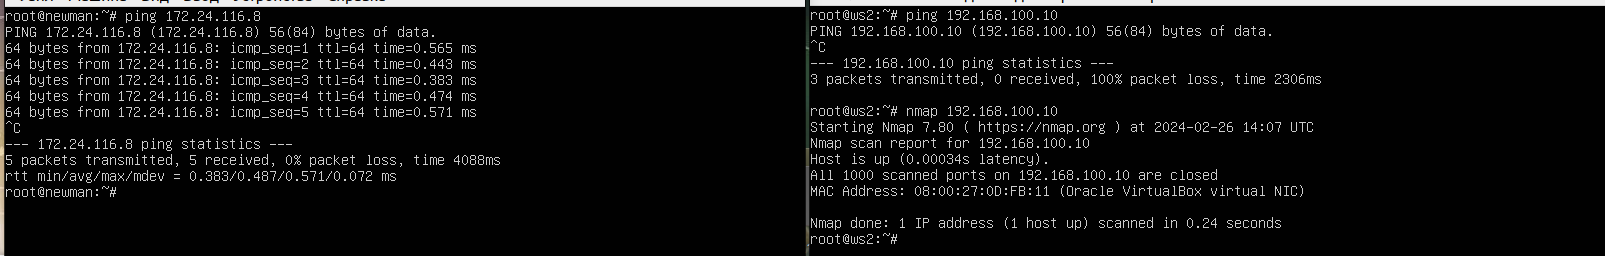 root@newman:~# ping 172.24.116.8
PING 172.24.116.8 (172.24.116.8) 56(84) bytes of data.
64 bytes from 172.24.116.8: icmp_seq=1 ttl=64 time=0.565 ms
64 bytes from 172.24.116.8: icmp_seq=2 ttl=64 time=0.443 ms
64 bytes from 172.24.116.8: icmp_seq=3 ttl=64 time=0.383 ms
64 bytes from 172.24.116.8: icmp_seq=4 ttl=64 time=0.474 ms
64 bytes from 172.24.116.8: icmp_seq=5 ttl=64 time=0.571 ms
^C
--- 172.24.116.8 ping statistics ---
5 packets transmitted, 5 received, 0% packet loss, time 4088ms
rtt min/avg/max/mdev = 0.383/0.487/0.571/0.072 ms
root@newman:~#
root@ws2:~# ping 192.168.100.10
PING 192.168.100.10 (192.168.100.10) 56(84) bytes of data.
^C
--- 192.168.100.10 ping statistics ---
3 packets transmitted, 0 received, 100% packet loss, time 2306ms
root@ws2:~# nmap 192.168.100.10
Starting Nmap 7.80 ( https://nmap.org ) at 2024-02-26 14:07 UTC
Nmap scan report for 192.168.100.10
Host is up (0.00034s latency).
All 1000 scanned ports on 192.168.100.10 are closed
MAC Address: 08:00:27:0D:FB:11 (Oracle VirtualBox virtual NIC)
Nmap done: 1 IP address (1 host up) scanned in 0.24 seconds
root@ws2:~#